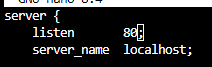 server {
    listen       80;
    server_name  localhost;